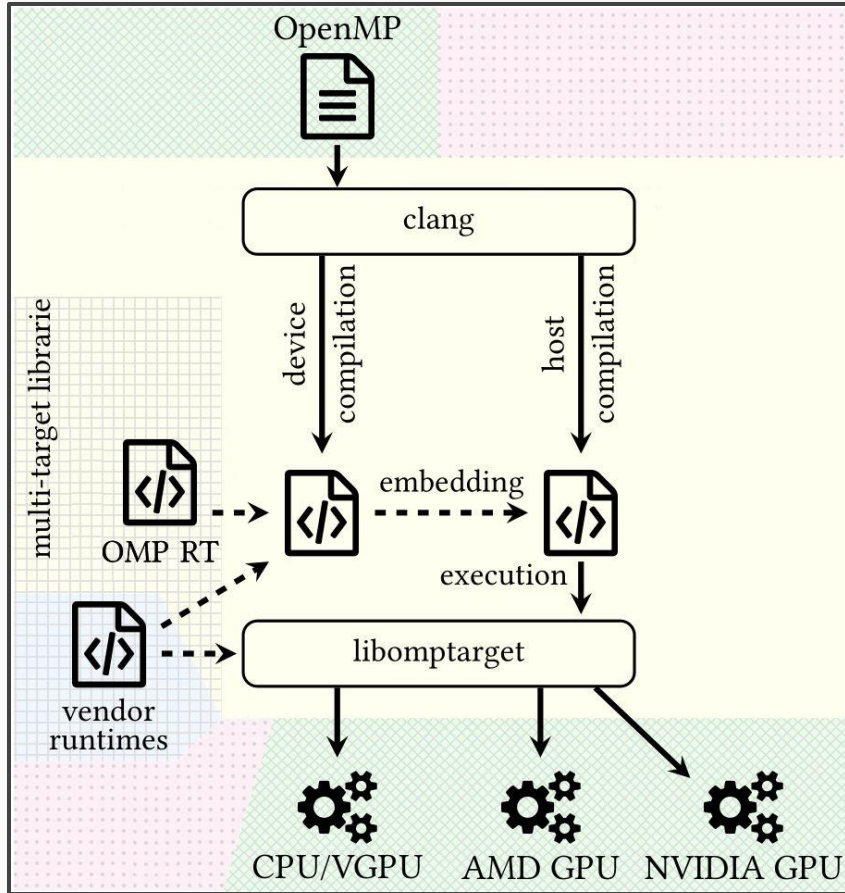 OpenMP
clang
device
compilation
host
compilation
multi-target librarie
embedding
OMP RT
execution
libomptarget
vendor
runtimes
CPU/VGPU
AMD GPU
NVIDIA GPU